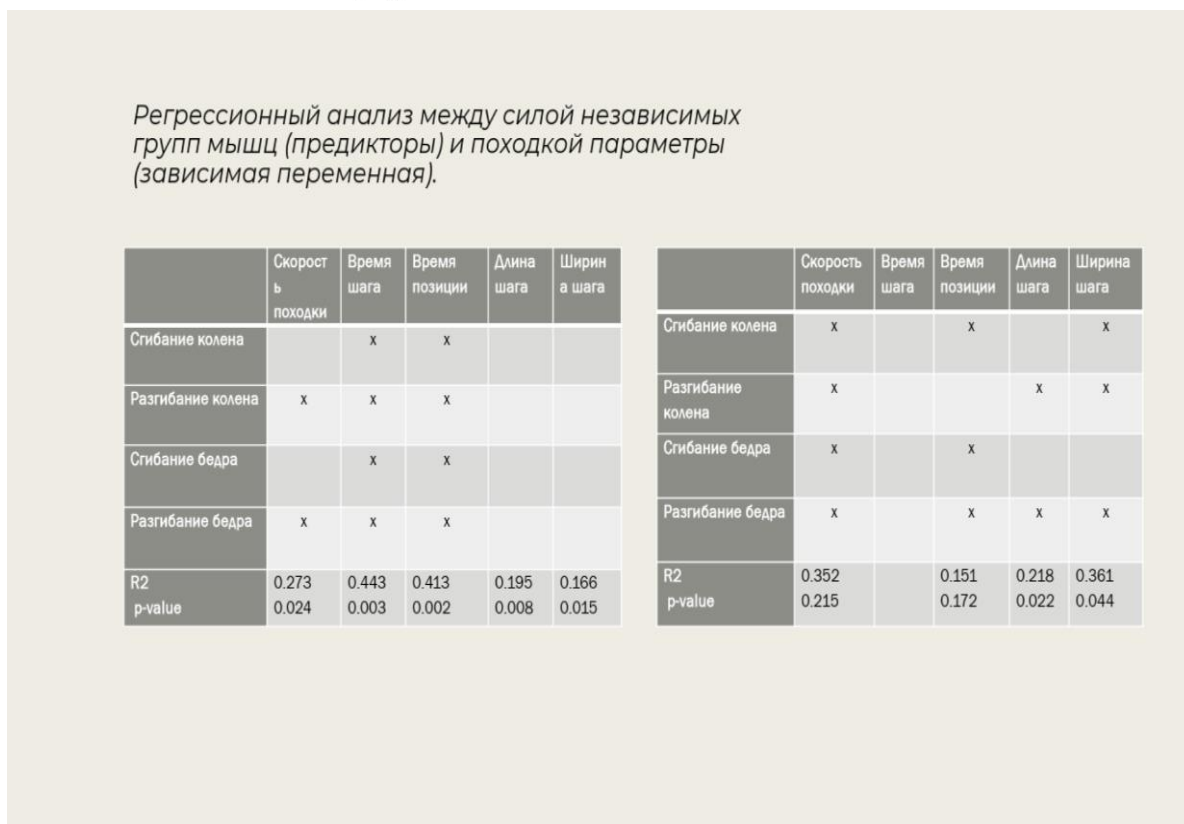 Регрессионный анализ между силой независимых
групп мышц (предикторы) и походкой параметры
(зависимая переменная).
Скорост
ь
походки
Время
шага
Время
позиции
Длина
шага
Ширин
а шага
Сгибание колена x x
Разгибание колена x x x
Сгибание бедра x x
Разгибание бедра x x x
R2 0.273 0.443 0.413 0.195 0.166
p-value 0.024 0.003 0.002 0.008 0.015
Скорость
походки
Время
шага
Время
позиции
Длина
шага
Ширина
шага
Сгибание колена x x x
Разгибание x x x
колена
Сгибание бедра x x
Разгибание бедра x x x x
R2 0.352 0.151 0.218 0.361
p-value 0.215 0.172 0.022 0.044